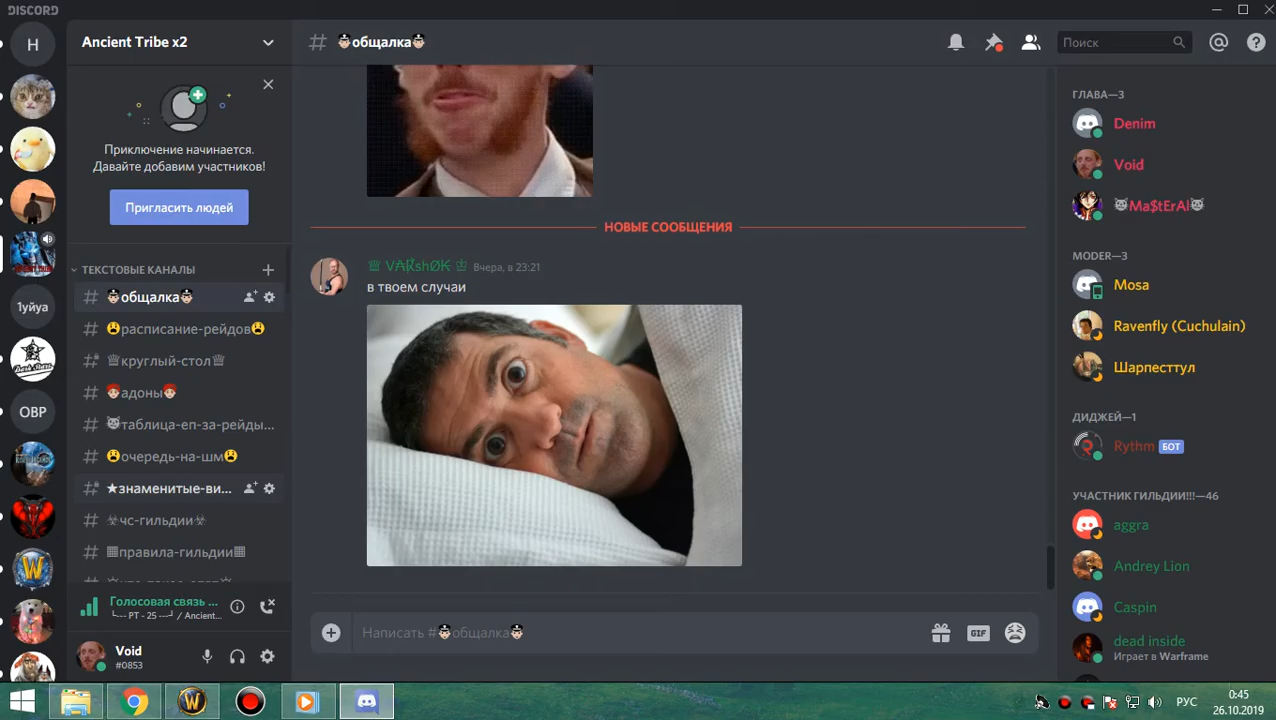 DISCORD
H
1уйуа
OBP
Ancient Tribe x2
Приключение начинается.
Давайте добавим участников!
Пригласить людей
ТЕКСТОВЫЕ КАНАЛЫ
# 👮общалка👮
# 😩расписание-рейдов😩
# ♕круглый-стол♕
# 👨‍🦰адоны👨‍🦰
# 😈таблица-еп-за-рейды...
# 😩очередь-на-шм😩
# ★знаменитые-ви...
# ☣чс-гильдии☣
# ▦правила-гильдии▦
Голосовая связь ...
└-- РТ - 25 --┘ / Ancient...
Void
#0853
# 👮общалка👮
Поиск
НОВЫЕ СООБЩЕНИЯ
Вчера, в 23:21
в твоем случаи
Написать #👮общалка👮
GIF
ГЛАВА—3
Denim
Void
😈Ma$tErAl😈
MODER—3
Mosa
Ravenfly (Cuchulain)
Шарпесттул
ДИДЖЕЙ—1
Rythm БОТ
УЧАСТНИК ГИЛЬДИИ!!!—46
aggra
Andrey Lion
Caspin
dead inside
Играет в Warframe
РУС
0:45
26.10.2019